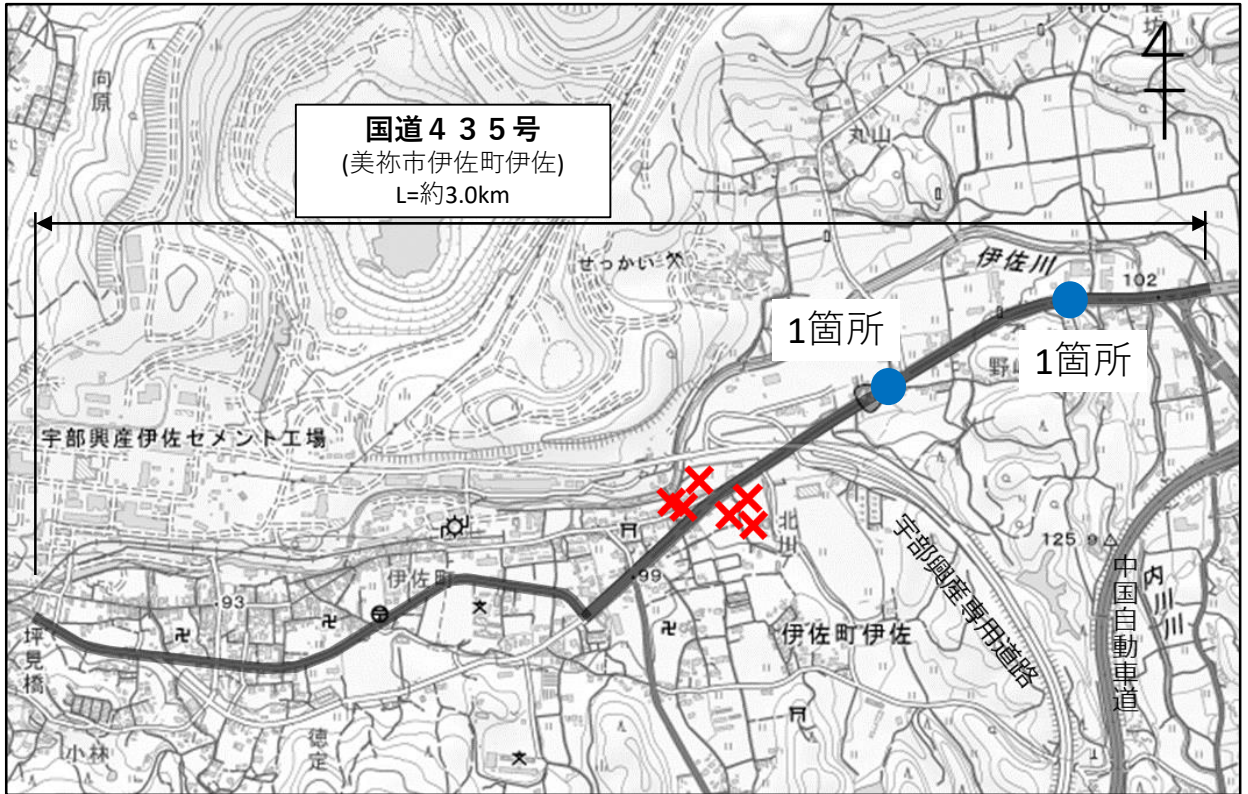 国道４３５号
(美祢市伊佐町伊佐)
L=約3.0km
向原
110
丸山
せっかい
伊佐川
102
1箇所
1箇所
宇部興産伊佐セメント工場
北川
125.9
宇部興産専用道路
中国自動車道
内川川
伊佐町
99
93
坪見橋
伊佐町伊佐
徳定
小林